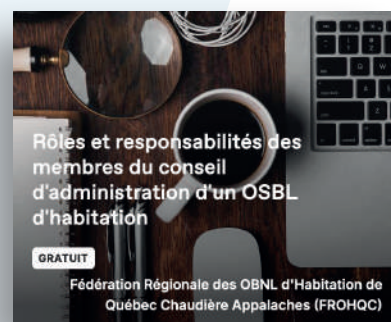 Rôles et responsabilités des
membres du conseil
d'administration d'un OSBL
d'habitation
GRATUIT
Fédération Régionale des OBNL d'Habitation de
Québec Chaudière Appalaches (FROHQC)